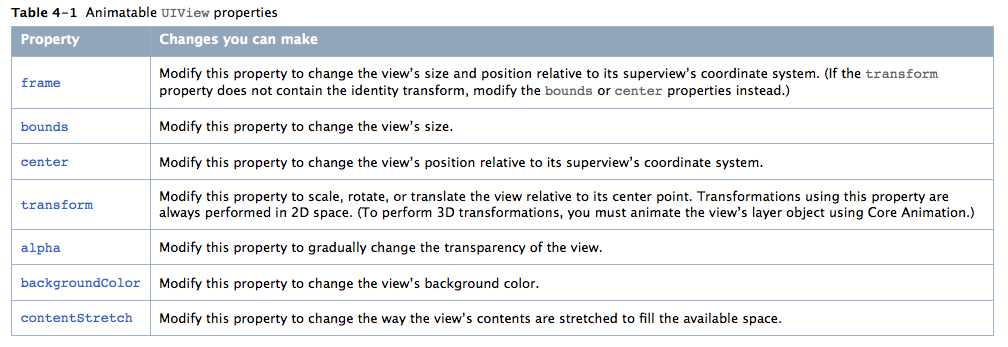 Table 4-1 Animatable UIView properties
Property Changes you can make
frame Modify this property to change the view's size and position relative to its superview's coordinate system. (If the transform
property does not contain the identity transform, modify the bounds or center properties instead.)
bounds Modify this property to change the view's size.
center Modify this property to change the view's position relative to its superview's coordinate system.
transform Modify this property to scale, rotate, or translate the view relative to its center point. Transformations using this property are
always performed in 2D space. (To perform 3D transformations, you must animate the view's layer object using Core Animation.)
alpha Modify this property to gradually change the transparency of the view.
backgroundColor Modify this property to change the view's background color.
contentStretch Modify this property to change the way the view's contents are stretched to fill the available space.